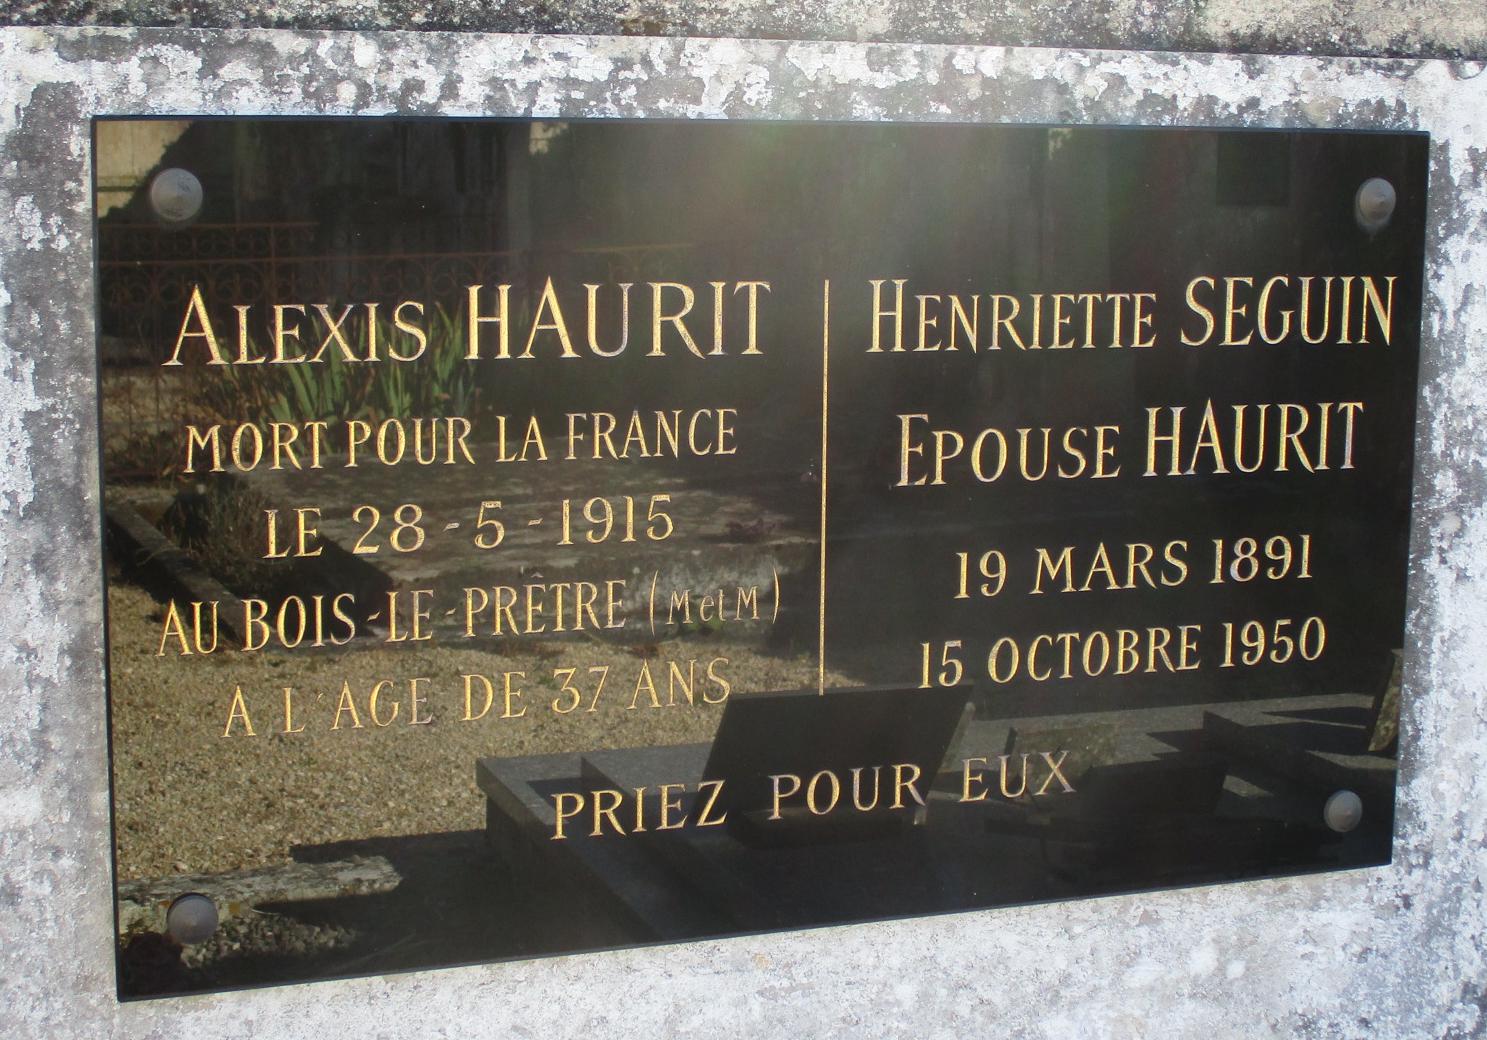 ALEXIS HAURIT
MORT POUR LA FRANCE
LE 28-5-1915
AU BOIS-LE-PRÊTRE (M et M)
A L'AGE DE 37 ANS
HENRIETTE SEGUIN
EPOUSE HAURIT
19 MARS 1891
15 OCTOBRE 1950
PRIEZ POUR EUX